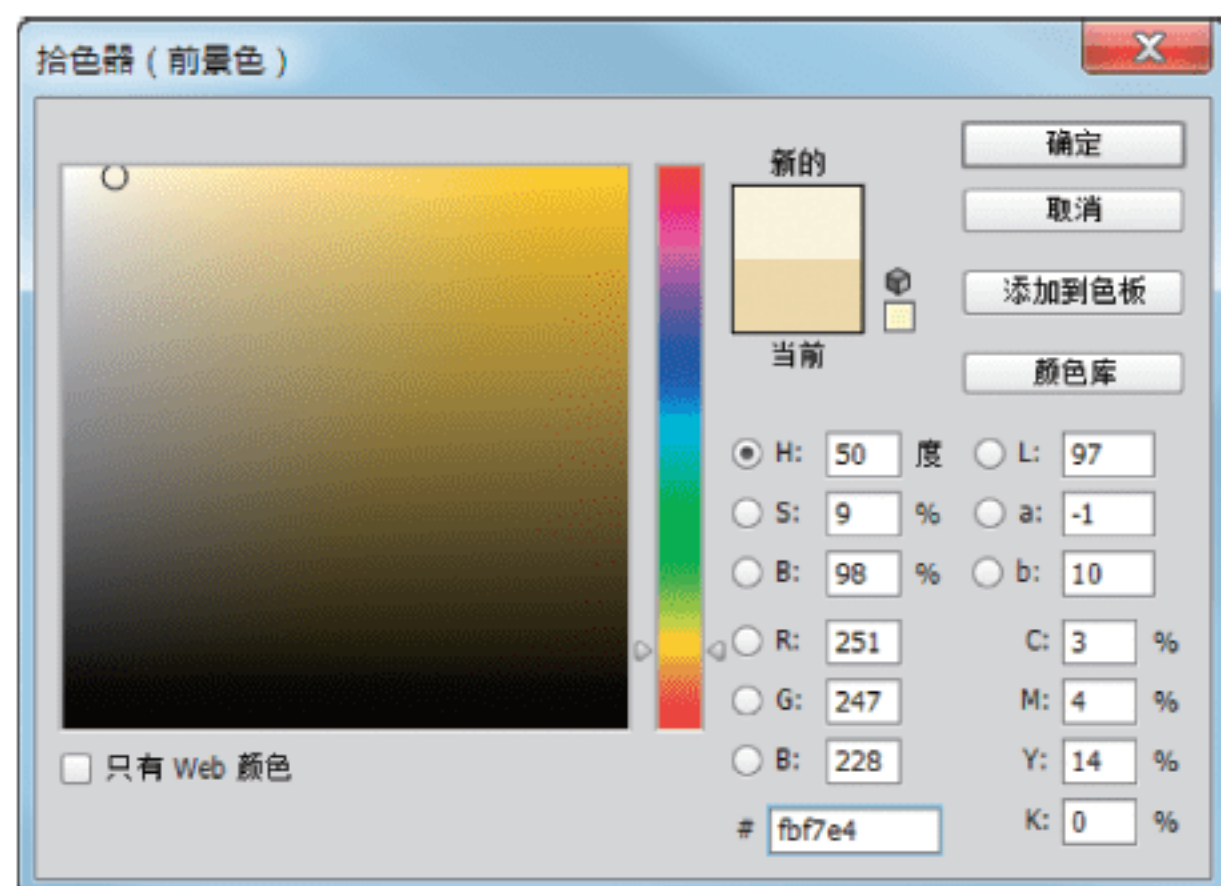 拾色器（前景色）
新的
当前
确定
取消
添加到色板
颜色库
H: 50 度
L: 97
S: 9 %
a: -1
B: 98 %
b: 10
R: 251
C: 3 %
G: 247
M: 4 %
B: 228
Y: 14 %
# fbf7e4
K: 0 %
只有 Web 颜色